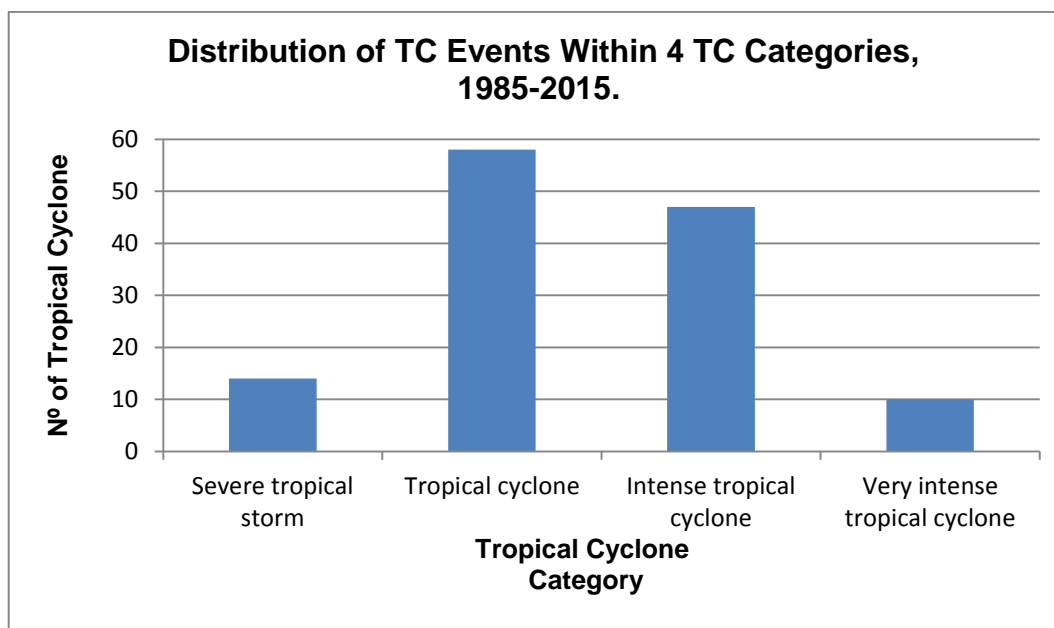 Distribution of TC Events Within 4 TC Categories,
1985-2015.
Nº of Tropical Cyclone
60
50
40
30
20
10
0
Severe tropical
storm
Tropical cyclone
Intense tropical
cyclone
Very intense
tropical cyclone
Tropical Cyclone
Category